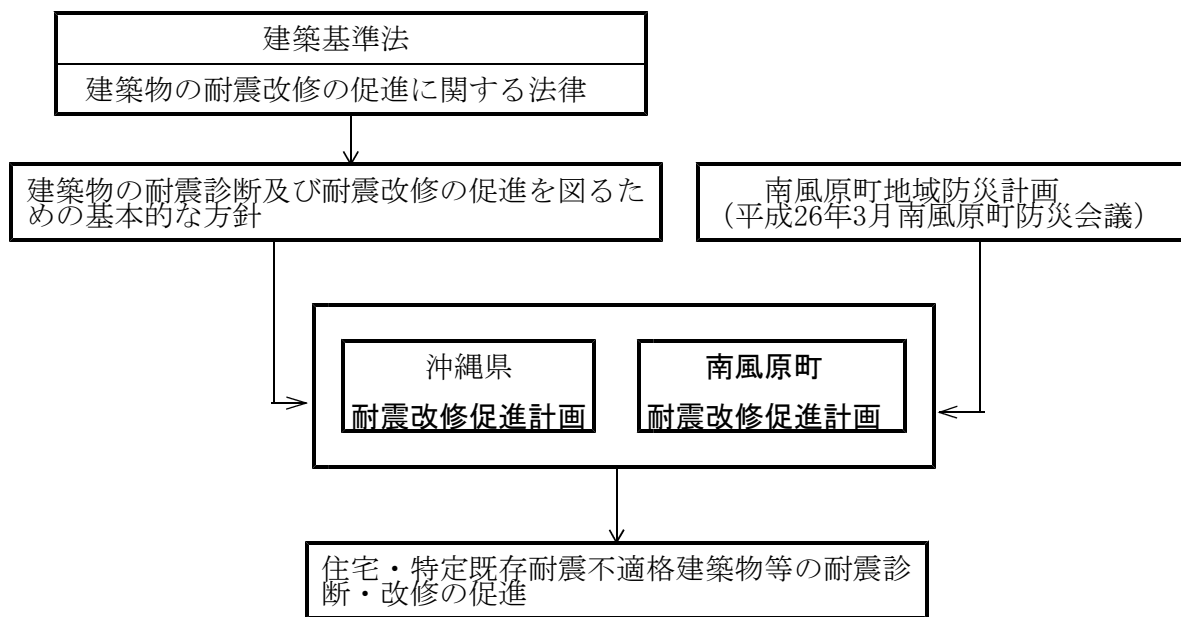 建築基準法
建築物の耐震改修の促進に関する法律
建築物の耐震診断及び耐震改修の促進を図るた
めの基本的な方針
南風原町地域防災計画
（平成26年3月南風原町防災会議）
沖縄県
耐震改修促進計画
南風原町
耐震改修促進計画
住宅・特定既存耐震不適格建築物等の耐震診
断・改修の促進